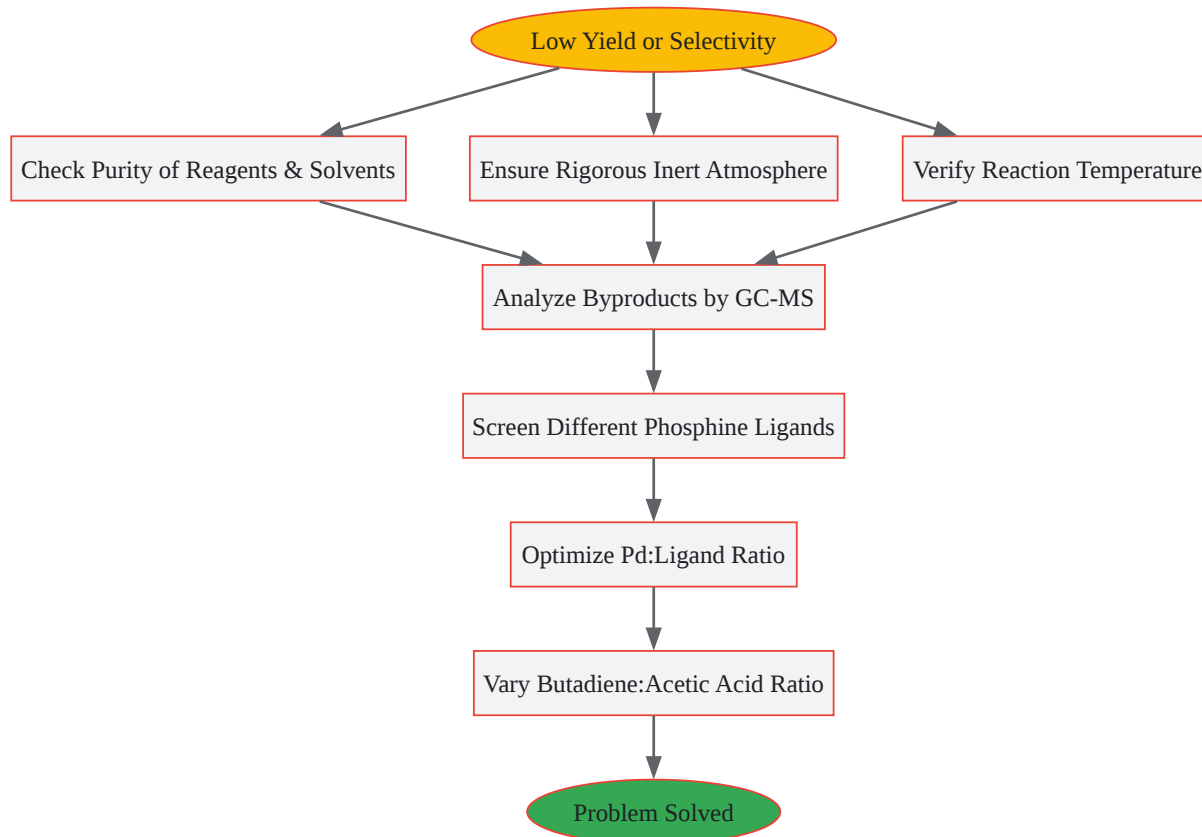 Low Yield or Selectivity
Check Purity of Reagents & Solvents
Ensure Rigorous Inert Atmosphere
Verify Reaction Temperature
Analyze Byproducts by GC-MS
Screen Different Phosphine Ligands
Optimize Pd:Ligand Ratio
Vary Butadiene:Acetic Acid Ratio
Problem Solved